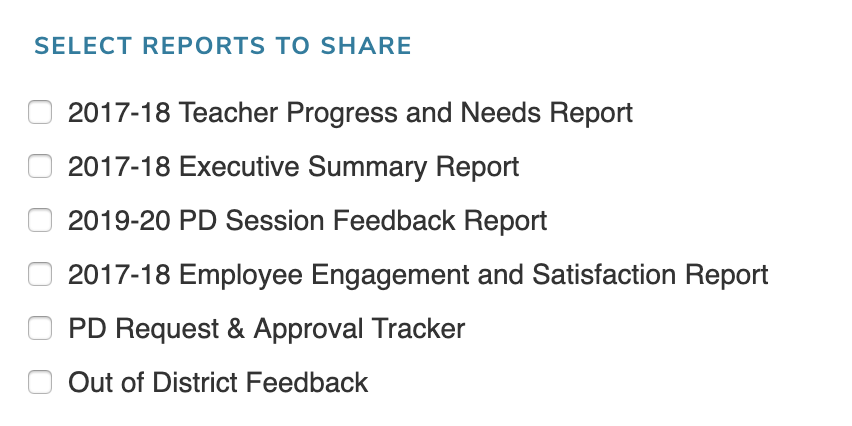 SELECT REPORTS TO SHARE
2017-18 Teacher Progress and Needs Report
2017-18 Executive Summary Report
2019-20 PD Session Feedback Report
2017-18 Employee Engagement and Satisfaction Report
PD Request & Approval Tracker
Out of District Feedback